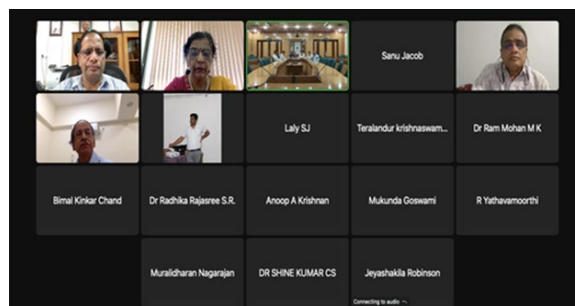 Sanu Jacob
Laly SJ
Teralandur krishnaswam...
Dr Ram Mohan M K
Bimal Kinkar Chand
Dr Radhika Rajasree S.R.
Anoop A Krishnan
Mukunda Goswami
R Yathavamoorthi
Muralidharan Nagarajan
DR SHINE KUMAR CS
Jeyashakila Robinson
Connecting to audio